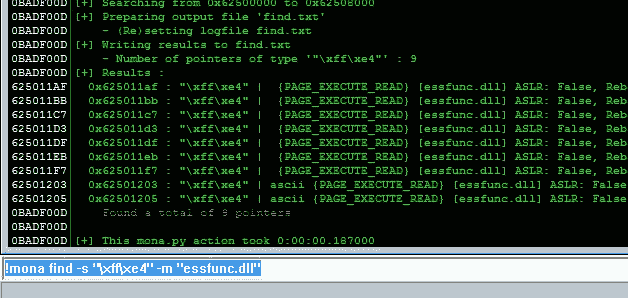 0BADF00D [+] Searching from 0x62500000 to 0x62508000
0BADF00D [+] Preparing output file 'find.txt'
0BADF00D - (Re)setting logfile find.txt
0BADF00D [+] Writing results to find.txt
0BADF00D - Number of pointers of type '"\xff\xe4"' : 9
0BADF00D [+] Results :
625011AF 0x625011af : "\xff\xe4" | {PAGE_EXECUTE_READ} [essfunc.dll] ASLR: False, Reb
625011BB 0x625011bb : "\xff\xe4" | {PAGE_EXECUTE_READ} [essfunc.dll] ASLR: False, Reb
625011C7 0x625011c7 : "\xff\xe4" | {PAGE_EXECUTE_READ} [essfunc.dll] ASLR: False, Reb
625011D3 0x625011d3 : "\xff\xe4" | {PAGE_EXECUTE_READ} [essfunc.dll] ASLR: False, Reb
625011DF 0x625011df : "\xff\xe4" | {PAGE_EXECUTE_READ} [essfunc.dll] ASLR: False, Reb
625011EB 0x625011eb : "\xff\xe4" | {PAGE_EXECUTE_READ} [essfunc.dll] ASLR: False, Reb
625011F7 0x625011f7 : "\xff\xe4" | {PAGE_EXECUTE_READ} [essfunc.dll] ASLR: False, Reb
62501203 0x62501203 : "\xff\xe4" | ascii {PAGE_EXECUTE_READ} [essfunc.dll] ASLR: False
62501205 0x62501205 : "\xff\xe4" | ascii {PAGE_EXECUTE_READ} [essfunc.dll] ASLR: False
0BADF00D Found a total of 9 pointers
0BADF00D
0BADF00D [+] This mona.py action took 0:00:00.187000
!mona find -s "\xff\xe4" -m "essfunc.dll"